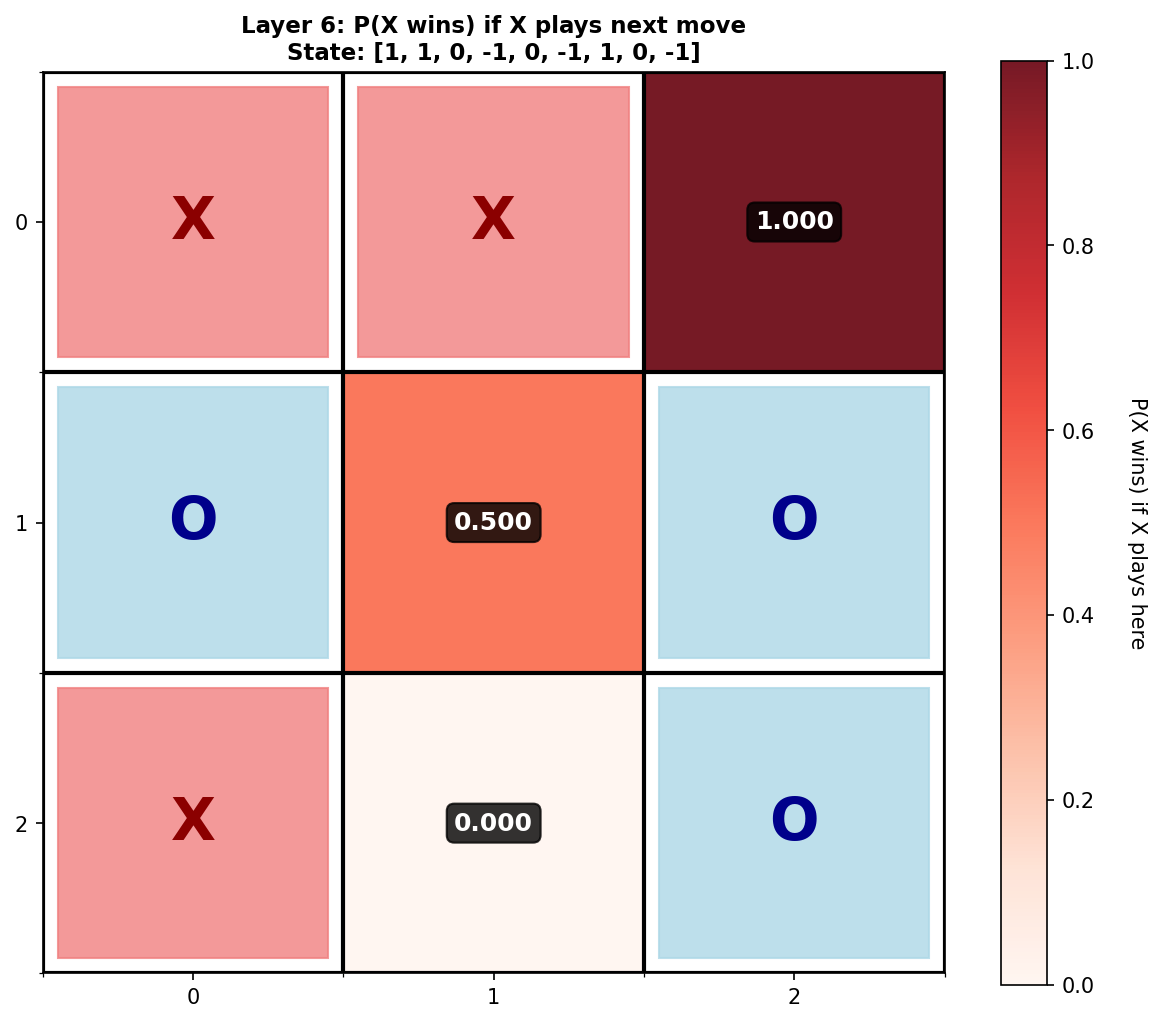 Layer 6: P(X wins) if X plays next move
State: [1, 1, 0, -1, 0, -1, 1, 0, -1]
X
X
1.000
O
0.500
O
X
0.000
O
0
1
2
0
1
2
1.0
0.8
0.6
0.4
0.2
0.0
P(X wins) if X plays here